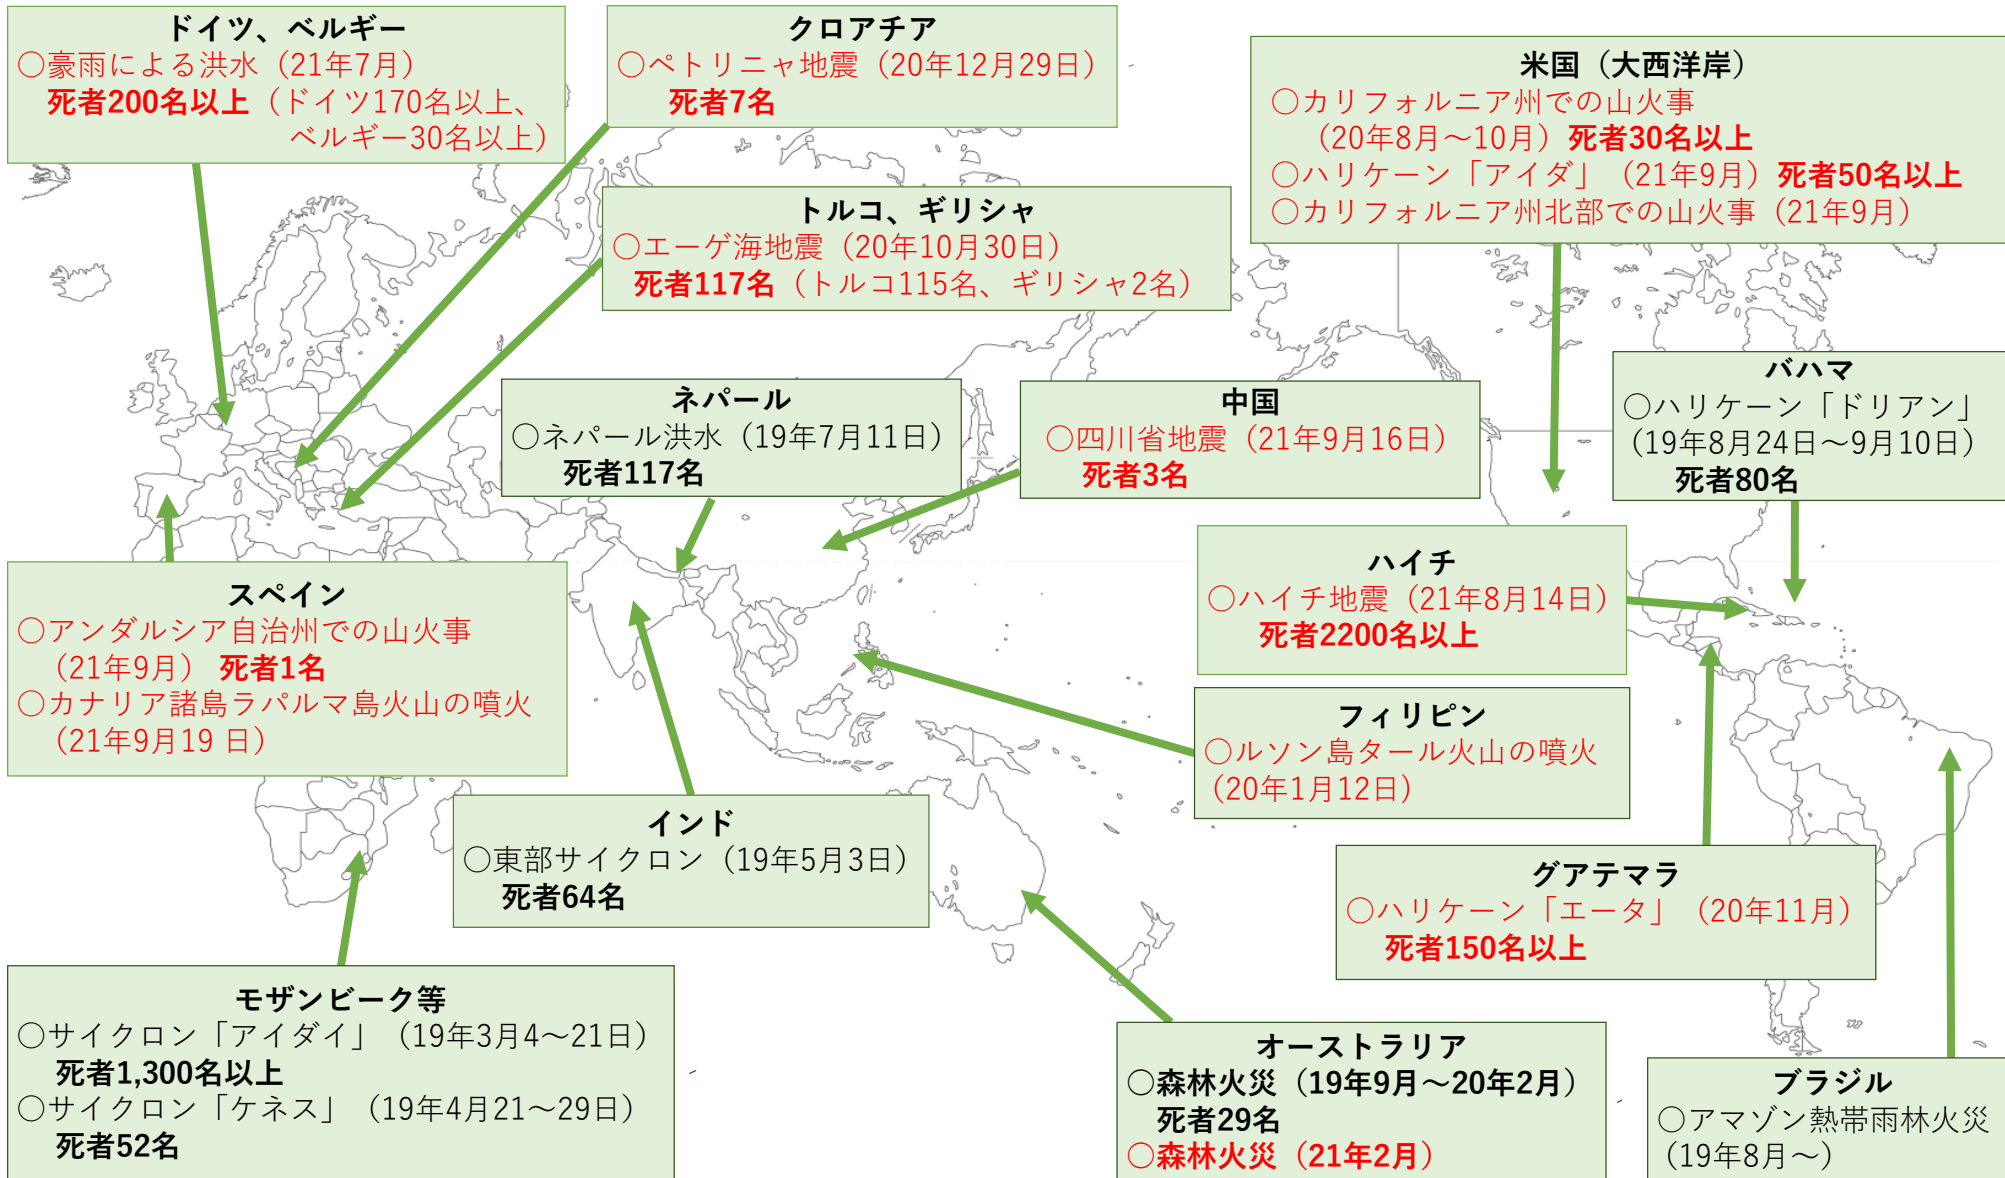 ドイツ、ベルギー
○豪雨による洪水（21年7月）
死者200名以上（ドイツ170名以上、
ベルギー30名以上）
クロアチア
○ペトリニャ地震（20年12月29日）
死者7名
米国（大西洋岸）
○カリフォルニア州での山火事
（20年8月～10月）死者30名以上
○ハリケーン「アイダ」（21年9月）死者50名以上
○カリフォルニア州北部での山火事（21年9月）
トルコ、ギリシャ
○エーゲ海地震（20年10月30日）
死者117名（トルコ115名、ギリシャ2名）
ネパール
○ネパール洪水（19年7月11日）
死者117名
中国
○四川省地震（21年9月16日）
死者3名
バハマ
○ハリケーン「ドリアン」
（19年8月24日～9月10日）
死者80名
スペイン
○アンダルシア自治州での山火事
（21年9月） 死者1名
○カナリア諸島ラパルマ島火山の噴火
（21年9月19 日）
ハイチ
○ハイチ地震（21年8月14日）
死者2200名以上
フィリピン
○ルソン島タール火山の噴火
（20年1月12日）
インド
○東部サイクロン（19年5月3日）
死者64名
グアテマラ
○ハリケーン「エータ」（20年11月）
死者150名以上
モザンビーク等
○サイクロン「アイダイ」（19年3月4～21日）
死者1,300名以上
○サイクロン「ケネス」（19年4月21～29日）
死者52名
オーストラリア
○森林火災（19年9月～20年2月）
死者29名
○森林火災（21年2月）
ブラジル
○アマゾン熱帯雨林火災
（19年8月～）